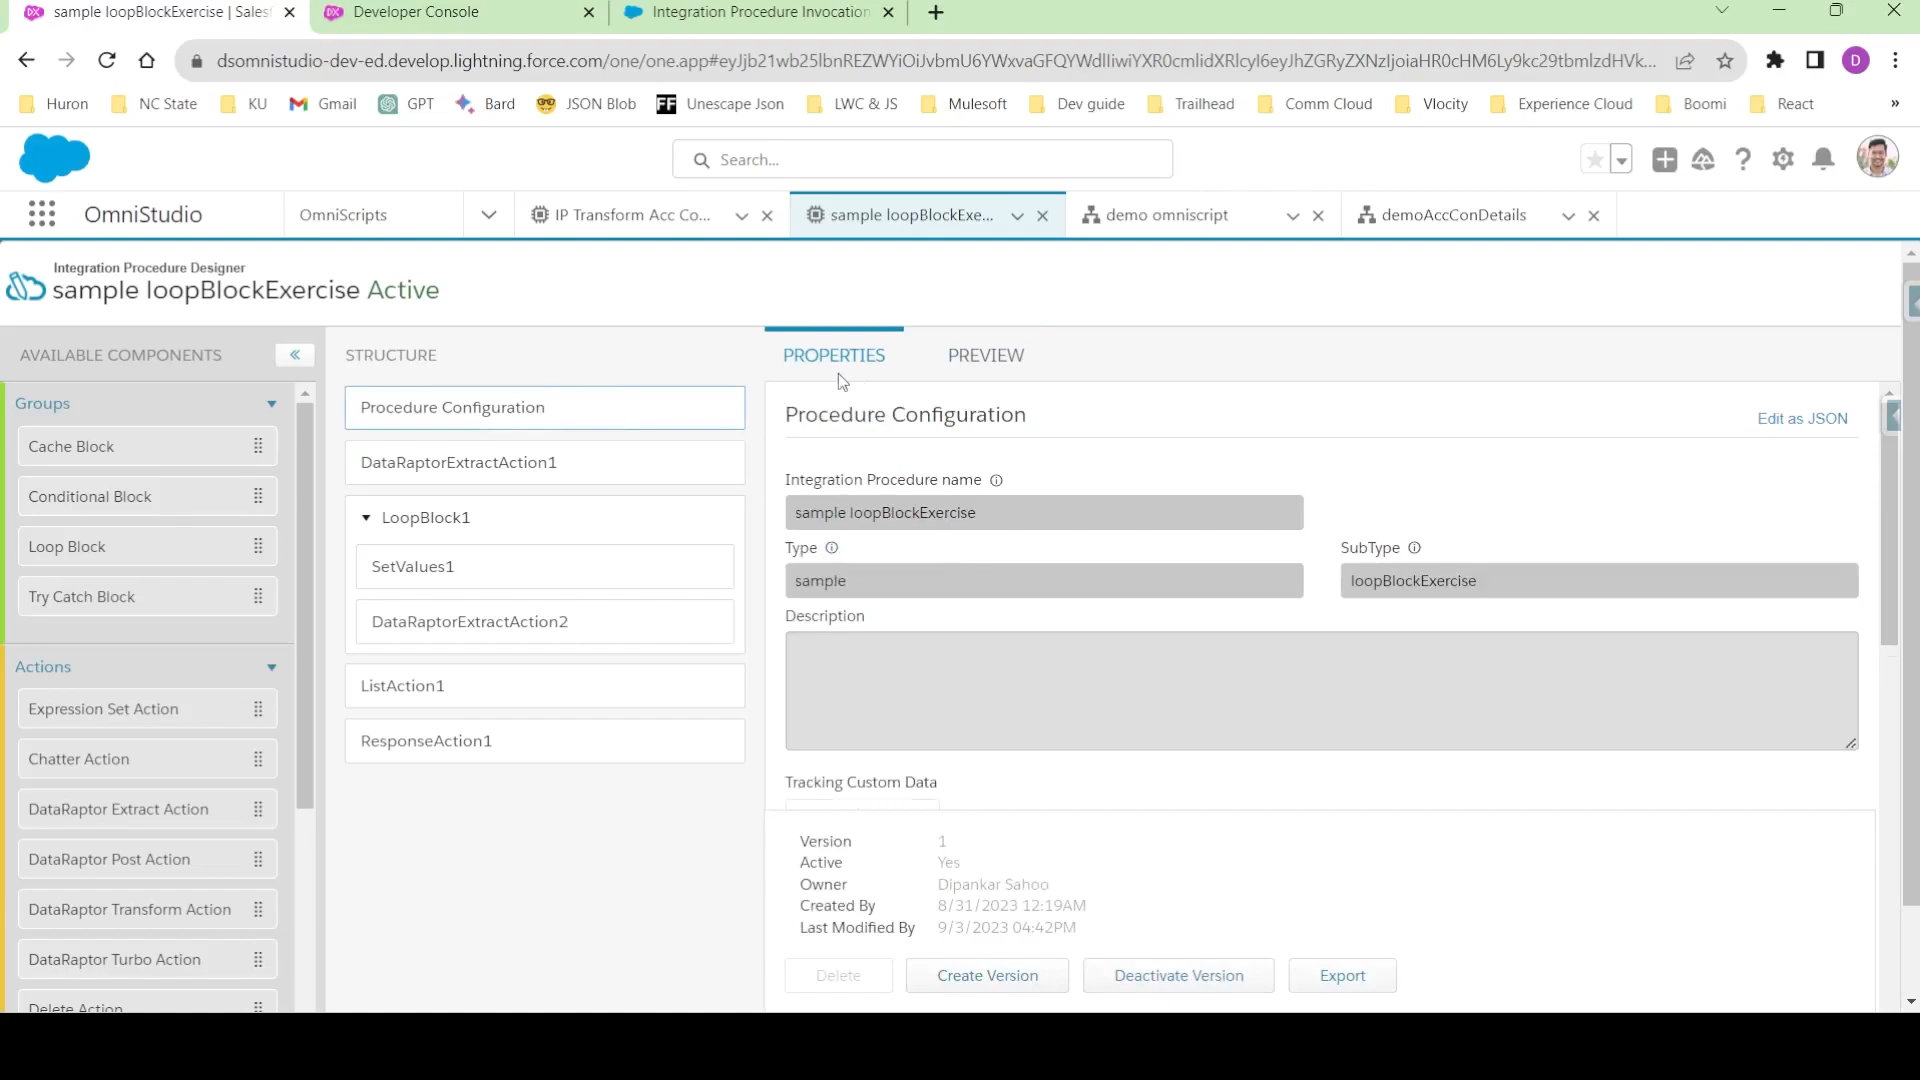 sample loopBlockExercise | Sales
Developer Console
Integration Procedure Invocation
dsomnistudio-dev-ed.develop.lightning.force.com/one/one.app#eyJjb21wb25lbnREZWYiOiJvbmU6YWxvaGFQYWdlIiwiYXR0cmlidXRlcyI6eyJhZGRyZXNzIjoiaHR0cHM6Ly9kc29tbmlzdHVk...
Huron NC State KU Gmail GPT Bard JSON Blob FF Unescape Json LWC & JS Mulesoft Dev guide Trailhead Comm Cloud Vlocity Experience Cloud Boomi React »
Search...
OmniStudio OmniScripts IP Transform Acc Co... sample loopBlockExe... demo omniscript demoAccConDetails
Integration Procedure Designer
sample loopBlockExercise Active
AVAILABLE COMPONENTS
Groups
Cache Block
Conditional Block
Loop Block
Try Catch Block
Actions
Expression Set Action
Chatter Action
DataRaptor Extract Action
DataRaptor Post Action
DataRaptor Transform Action
DataRaptor Turbo Action
Delete Action
STRUCTURE
Procedure Configuration
DataRaptorExtractAction1
LoopBlock1
SetValues1
DataRaptorExtractAction2
ListAction1
ResponseAction1
PROPERTIES PREVIEW
Procedure Configuration
Edit as JSON
Integration Procedure name
sample loopBlockExercise
Type SubType
sample loopBlockExercise
Description
Tracking Custom Data
Version 1
Active Yes
Owner Dipankar Sahoo
Created By 8/31/2023 12:19AM
Last Modified By 9/3/2023 04:42PM
Delete Create Version Deactivate Version Export